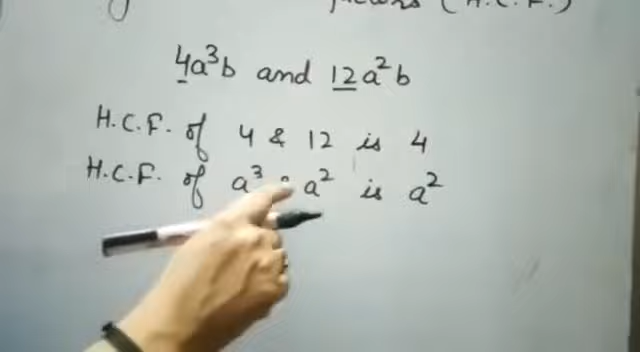 (H.C.F.)
4a³b and 12a²b
H.C.F. of 4 & 12 is 4
H.C.F. of a³ a² is a²